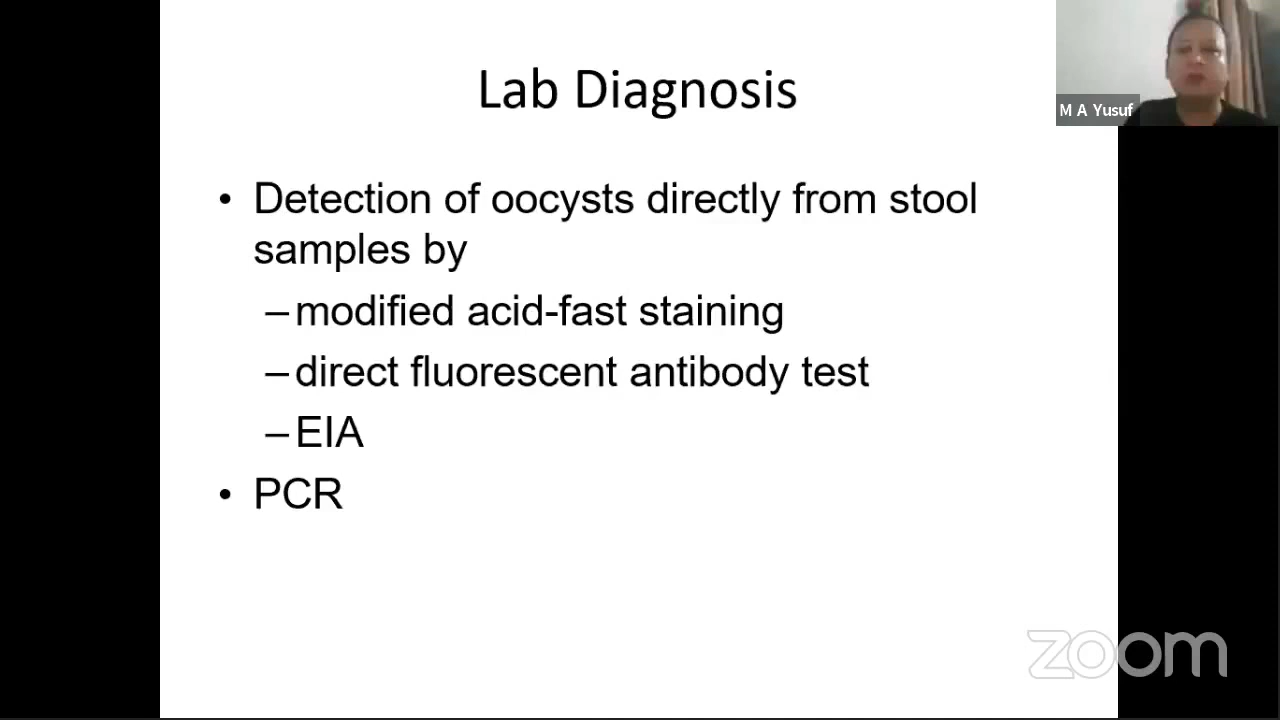 Lab Diagnosis
M A Yusuf
• Detection of oocysts directly from stool
samples by
– modified acid-fast staining
– direct fluorescent antibody test
– EIA
• PCR
zoom